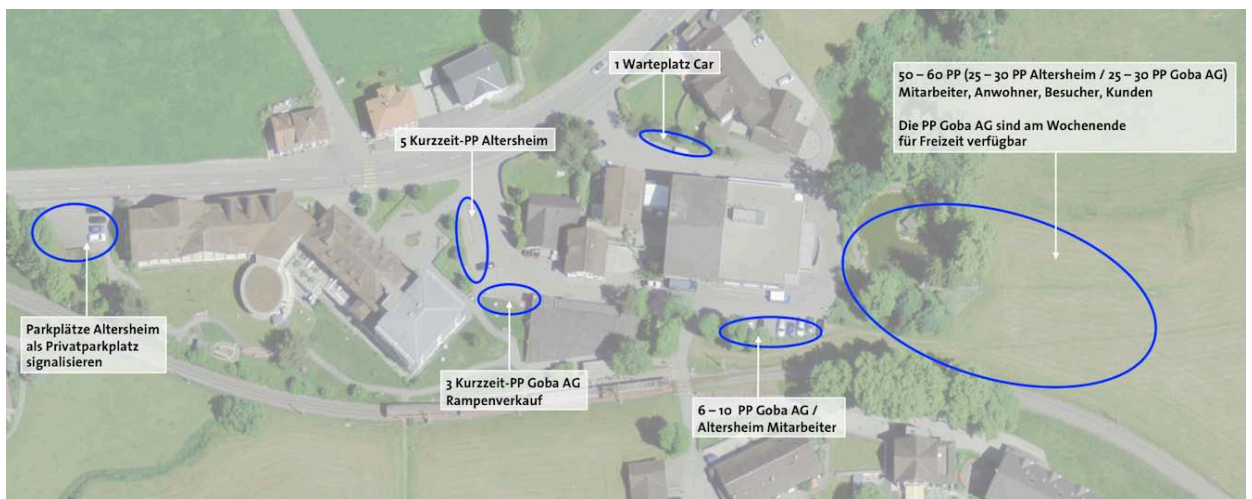 1 Warteplatz Car
50 – 60 PP (25 – 30 PP Altersheim / 25 – 30 PP Goba AG)
Mitarbeiter, Anwohner, Besucher, Kunden
Die PP Goba AG sind am Wochenende
für Freizeit verfügbar
5 Kurzzeit-PP Altersheim
Parkplätze Altersheim
als Privatparkplatz
signalisieren
3 Kurzzeit-PP Goba AG
Rampenverkauf
6 – 10 PP Goba AG /
Altersheim Mitarbeiter